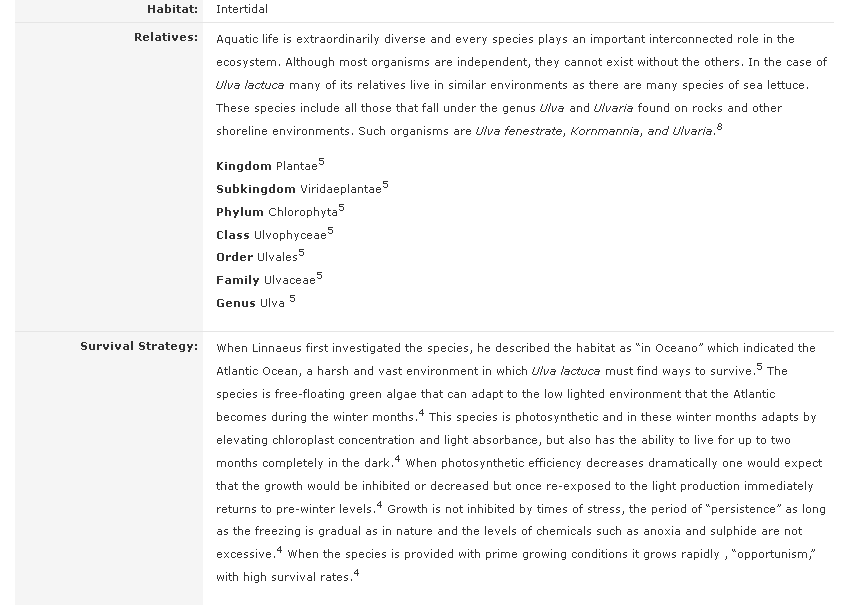 Habitat: Intertidal
Relatives: Aquatic life is extraordinarily diverse and every species plays an important interconnected role in the
ecosystem. Although most organisms are independent, they cannot exist without the others. In the case of
Ulva lactuca many of its relatives live in similar environments as there are many species of sea lettuce.
These species include all those that fall under the genus Ulva and Ulvaria found on rocks and other
shoreline environments. Such organisms are Ulva fenestrate, Kornmannia, and Ulvaria.8
Kingdom Plantae5
Subkingdom Viridaeplantae5
Phylum Chlorophyta5
Class Ulvophyceae5
Order Ulvales5
Family Ulvaceae5
Genus Ulva 5
Survival Strategy: When Linnaeus first investigated the species, he described the habitat as “in Oceano” which indicated the
Atlantic Ocean, a harsh and vast environment in which Ulva lactuca must find ways to survive.5 The
species is free-floating green algae that can adapt to the low lighted environment that the Atlantic
becomes during the winter months.4 This species is photosynthetic and in these winter months adapts by
elevating chloroplast concentration and light absorbance, but also has the ability to live for up to two
months completely in the dark.4 When photosynthetic efficiency decreases dramatically one would expect
that the growth would be inhibited or decreased but once re-exposed to the light production immediately
returns to pre-winter levels.4 Growth is not inhibited by times of stress, the period of “persistence” as long
as the freezing is gradual as in nature and the levels of chemicals such as anoxia and sulphide are not
excessive.4 When the species is provided with prime growing conditions it grows rapidly , “opportunism,”
with high survival rates.4